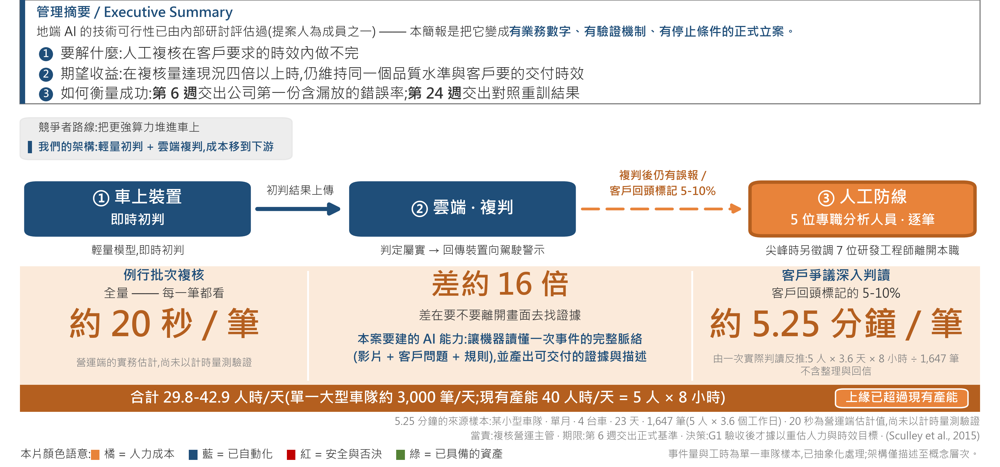 管理摘要 / Executive Summary
地端 AI 的技術可行性已由內部研討評估過(提案人為成員之一) —— 本簡報是把它變成有業務數字、有驗證機制、有停止條件的正式立案。
1 要解什麼:人工複核在客戶要求的時效內做不完
2 期望收益:在複核量達現況四倍以上時,仍維持同一個品質水準與客戶要的交付時效
3 如何衡量成功:第 6 週交出公司第一份含漏放的錯誤率;第 24 週交出對照重訓結果
競爭者路線:把更強算力堆進車上
我們的架構:輕量初判 + 雲端複判,成本移到下游
① 車上裝置
即時初判
初判結果上傳
② 雲端 · 複判
複判後仍有誤報 /
客戶回頭標記 5-10%
③ 人工防線
5 位專職分析人員 · 逐筆
輕量模型,即時初判
判定屬實 → 回傳裝置向駕駛警示
尖峰時另徵調 7 位研發工程師離開本職
例行批次複核
全量 —— 每一筆都看
約 20 秒 / 筆
營運端的實務估計,尚未以計時量測驗證
差約 16 倍
差在要不要離開畫面去找證據
本案要建的 AI 能力:讓機器讀懂一次事件的完整脈絡
(影片 + 客戶問題 + 規則),並產出可交付的證據與描述
客戶爭議深入判讀
客戶回頭標記的 5-10%
約 5.25 分鐘 / 筆
由一次實際判讀反推:5 人 × 3.6 天 × 8 小時 ÷ 1,647 筆
不含整理與回信
合計 29.8-42.9 人時/天(單一大型車隊約 3,000 筆/天;現有產能 40 人時/天 = 5 人 × 8 小時)
上緣已超過現有產能
5.25 分鐘的來源樣本:某小型車隊 · 單月 · 4 台車 · 23 天 · 1,647 筆(5 人 × 3.6 個工作日) · 20 秒為營運端估計值,尚未以計時量測驗證
當責:複核營運主管 · 期限:第 6 週交出正式基準 · 決策:G1 驗收後才據以重估人力與時效目標 · (Sculley et al., 2015)
本片顏色語意: 橘 = 人力成本 藍 = 已自動化 紅 = 安全與否決 綠 = 已具備的資產
事件量與工時為單一車隊樣本,已抽象化處理;架構僅描述至概念層次。